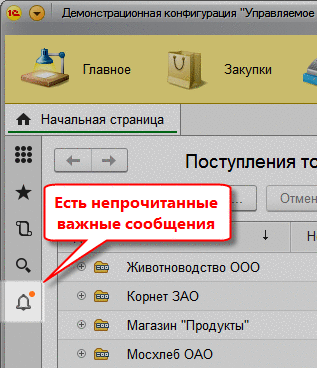 1С Демонстрационная конфигурация "Управляемое
Главное
Закупки
Начальная страница
Поступления то
Есть непрочитанные
важные сообщения
Отмен
Животноводство ООО
Корнет ЗАО
Магазин "Продукты"
Мосхлеб ОАО